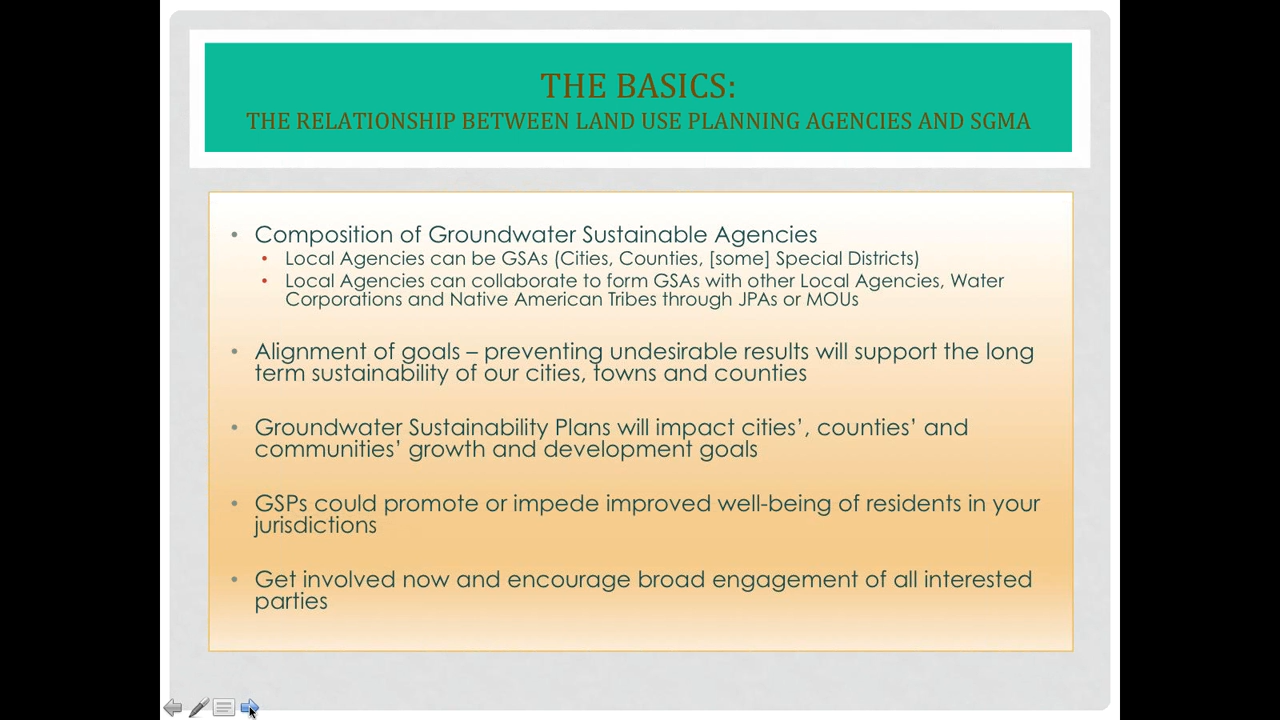 THE BASICS:
THE RELATIONSHIP BETWEEN LAND USE PLANNING AGENCIES AND SGMA
• Composition of Groundwater Sustainable Agencies
• Local Agencies can be GSAs (Cities, Counties, [some] Special Districts)
• Local Agencies can collaborate to form GSAs with other Local Agencies, Water
Corporations and Native American Tribes through JPAs or MOUs
• Alignment of goals – preventing undesirable results will support the long
term sustainability of our cities, towns and counties
• Groundwater Sustainability Plans will impact cities’, counties’ and
communities’ growth and development goals
• GSPs could promote or impede improved well-being of residents in your
jurisdictions
• Get involved now and encourage broad engagement of all interested
parties